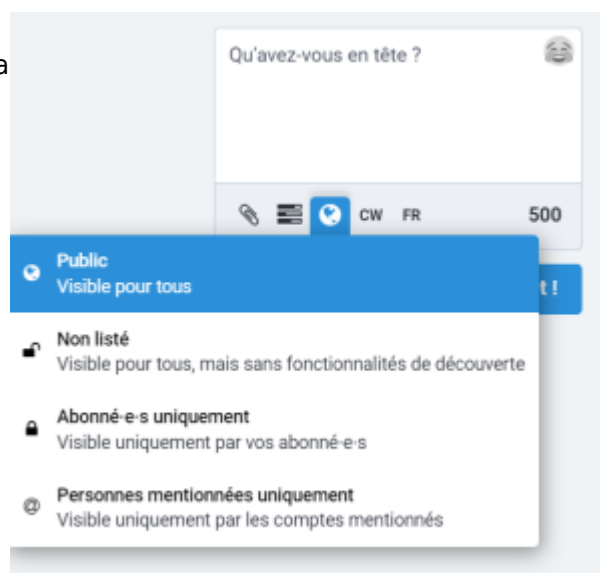 a
Qu'avez-vous en tête ?
CW FR 500
Public
Visible pour tous
t !
Non listé
Visible pour tous, mais sans fonctionnalités de découverte
Abonné·e·s uniquement
Visible uniquement par vos abonné·e·s
@ Personnes mentionnées uniquement
Visible uniquement par les comptes mentionnés